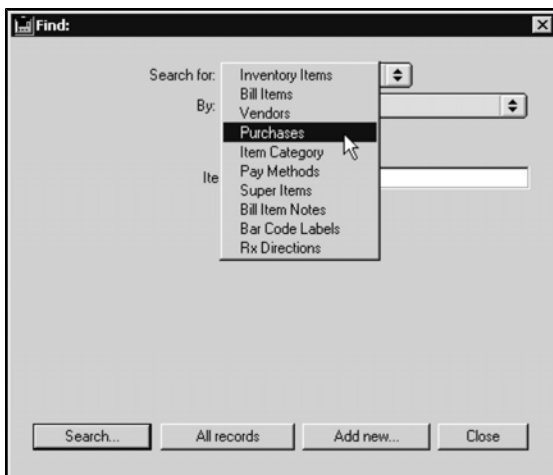 Find:
Search for:
By:
Inventory Items
Bill Items
Vendors
Purchases
Item Category
Pay Methods
Super Items
Bill Item Notes
Bar Code Labels
Rx Directions
Ite
Search...
All records
Add new...
Close